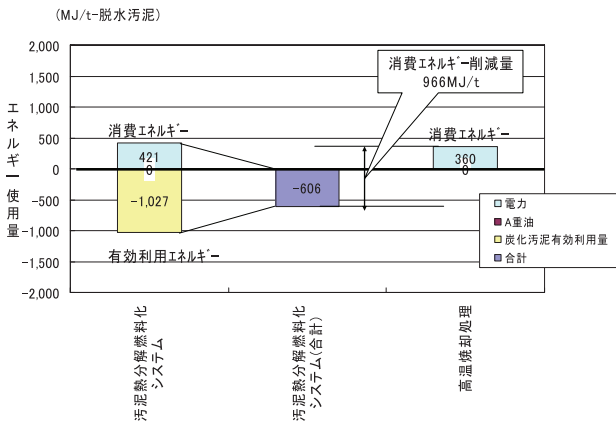 (MJ/t-脱水汚泥)
2,000
1,500
1,000
500
0
-500
-1,000
-1,500
-2,000
エネルギー使用量
消費エネルギー削減量
966MJ/t
消費エネルギー
消費エネルギー
421
0
-1,027
-606
360
0
有効利用エネルギー
電力
A重油
炭化汚泥有効利用量
合計
汚泥熱分解燃料化
システム
汚泥熱分解燃料化
システム(合計)
高温焼却処理